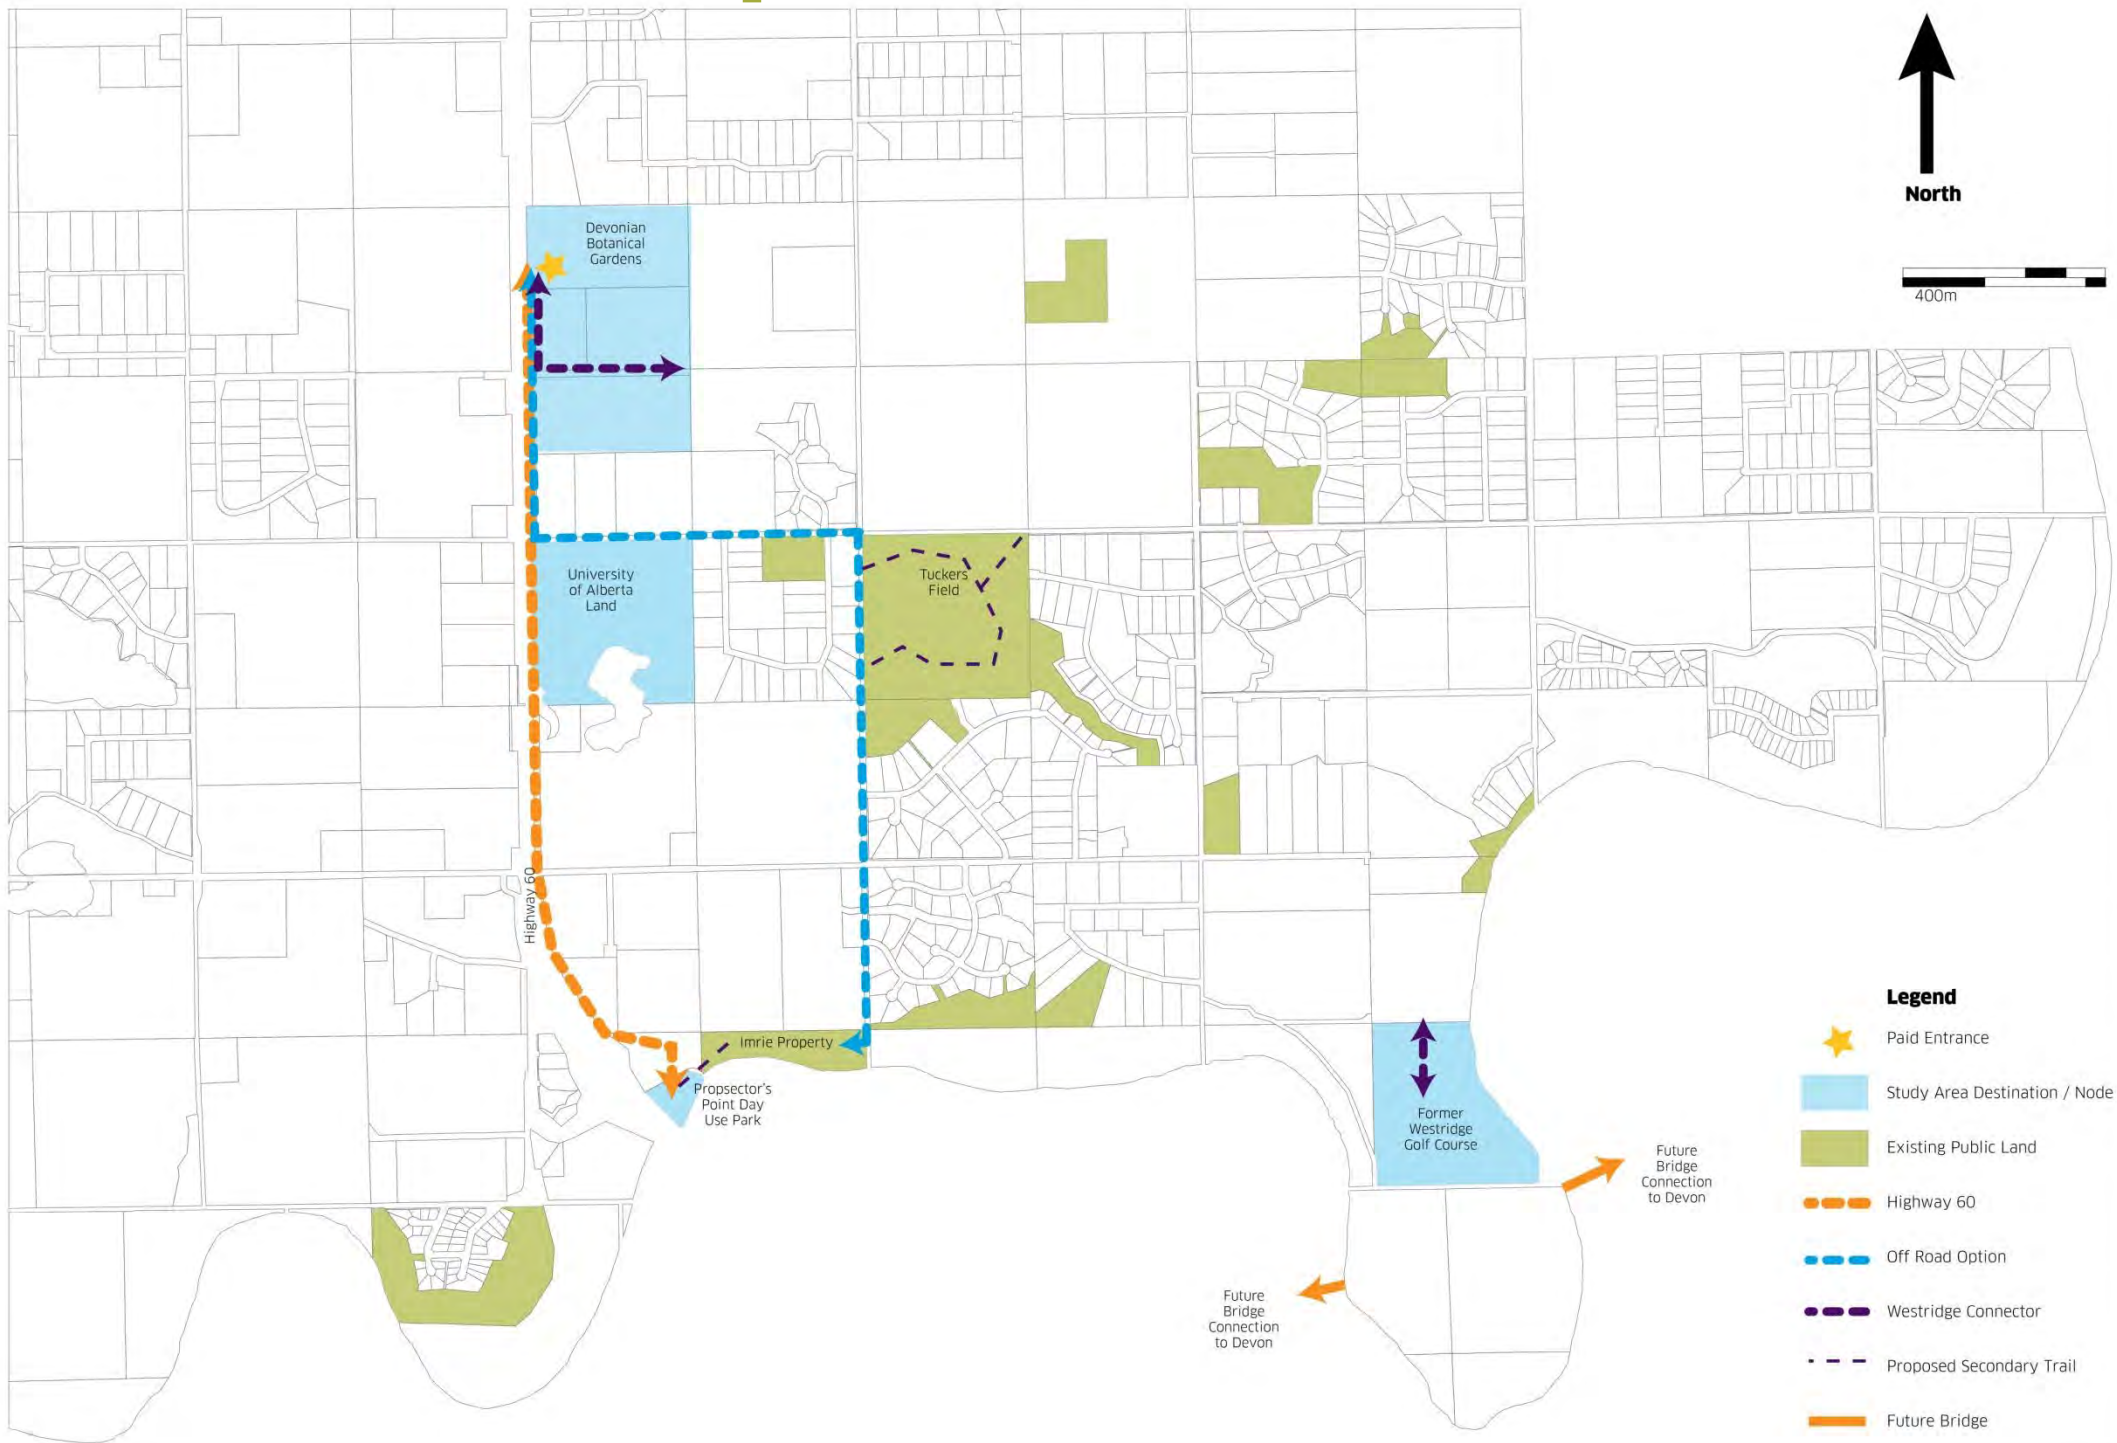 North
400m
Devonian
Botanical
Gardens
University
of Alberta
Land
Tuckers
Field
Highway 60
Imrie Property
Propsector's
Point Day
Use Park
Former
Westridge
Golf Course
Future
Bridge
Connection
to Devon
Future
Bridge
Connection
to Devon
Legend
Paid Entrance
Study Area Destination / Node
Existing Public Land
Highway 60
Off Road Option
Westridge Connector
Proposed Secondary Trail
Future Bridge